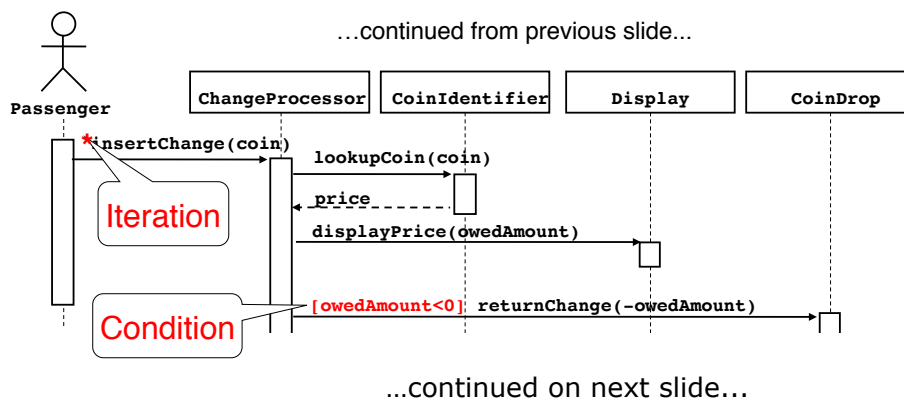 …continued from previous slide...
Passenger
ChangeProcessor
CoinIdentifier
Display
CoinDrop
*insertChange(coin)
lookupCoin(coin)
Iteration
price
displayPrice(owedAmount)
[owedAmount<0] returnChange(-owedAmount)
Condition
...continued on next slide...